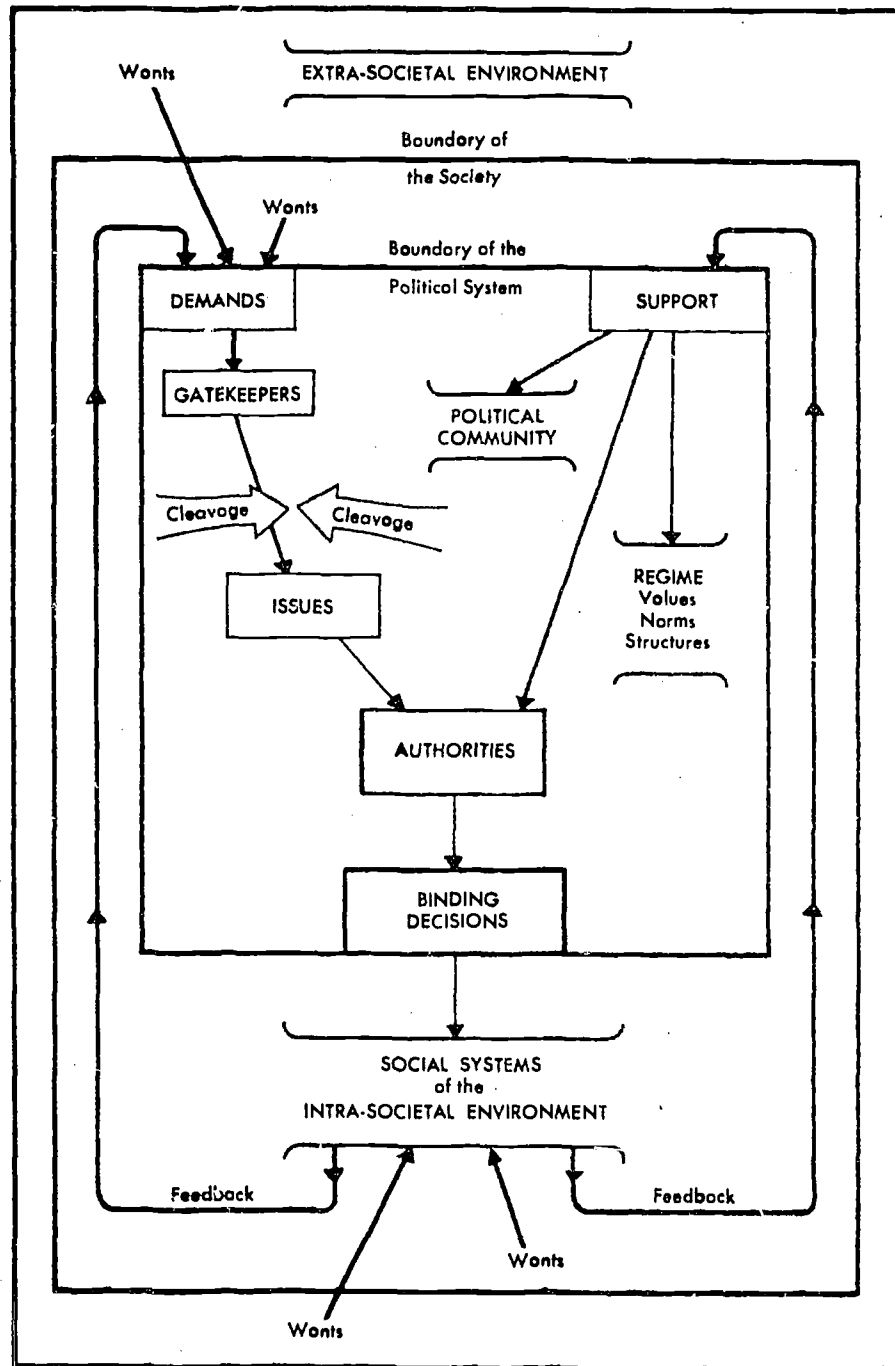 EXTRA-SOCIETAL ENVIRONMENT
Wants
Boundary of
the Society
Wants
Boundary of the
Political System
DEMANDS
SUPPORT
GATEKEEPERS
POLITICAL
COMMUNITY
Cleavage
Cleavage
ISSUES
REGIME
Values
Norms
Structures
AUTHORITIES
BINDING
DECISIONS
SOCIAL SYSTEMS
of the
INTRA-SOCIETAL ENVIRONMENT
Feedback
Feedback
Wants
Wants